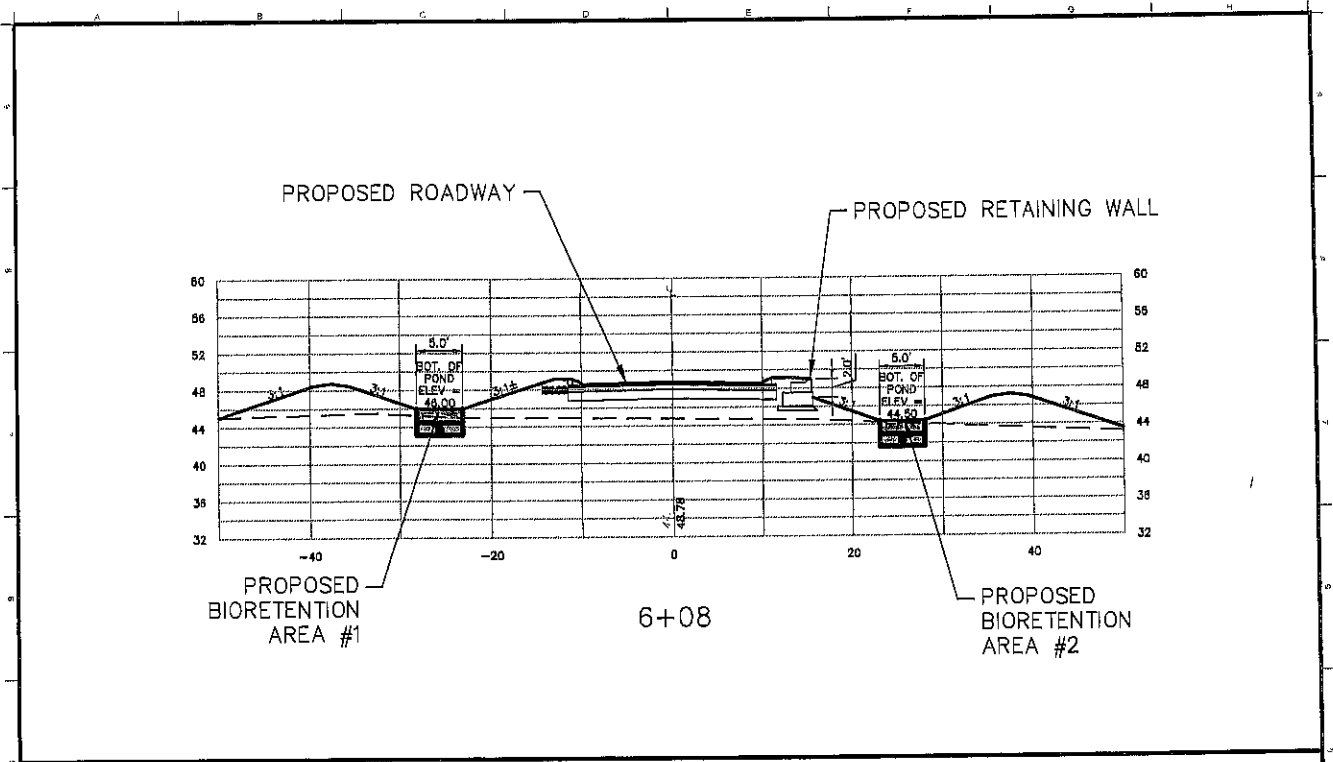 A B C D E F G H
PROPOSED ROADWAY
PROPOSED RETAINING WALL
60 60
56 56
52 52
48 48
44 44
40 40
36 36
32 32
5.0'
BOT. OF
POND
ELEV =
46.00
5.0'
BOT. OF
POND
ELEV =
44.50
2.0'
3:1 3:1 3:1± 3:1 3:1 3:1
48.78
-40 -20 0 20 40
PROPOSED
BIORETENTION
AREA #1
6+08
PROPOSED
BIORETENTION
AREA #2